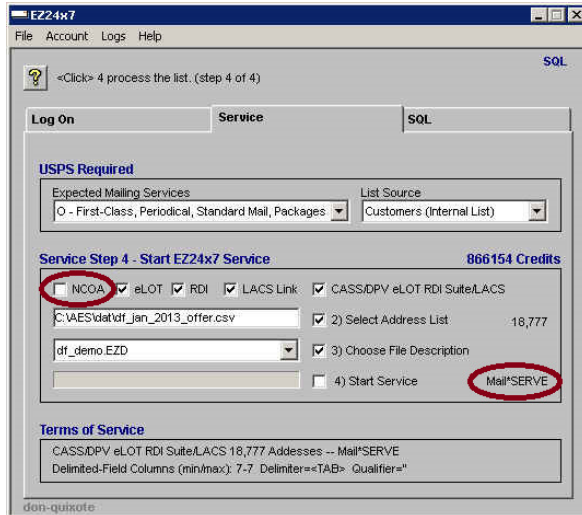 EZ24x7
File Account Logs Help
SQL
? <Click> 4 process the list. (step 4 of 4)
Log On Service SQL
USPS Required
Expected Mailing Services List Source
O - First-Class, Periodical, Standard Mail, Packages Customers (Internal List)
Service Step 4 - Start EZ24x7 Service 866154 Credits
NCOA eLOT RDI LACS Link CASS/DPV eLOT RDI Suite/LACS
C:\AES\dat\df_jan_2013_offer.csv 2) Select Address List 18,777
df_demo.EZD 3) Choose File Description
4) Start Service Mail*SERVE
Terms of Service
CASS/DPV eLOT RDI Suite/LACS 18,777 Addesses -- Mail*SERVE
Delimited-Field Columns (min/max): 7-7 Delimiter=<TAB> Qualifier="
don-quixote